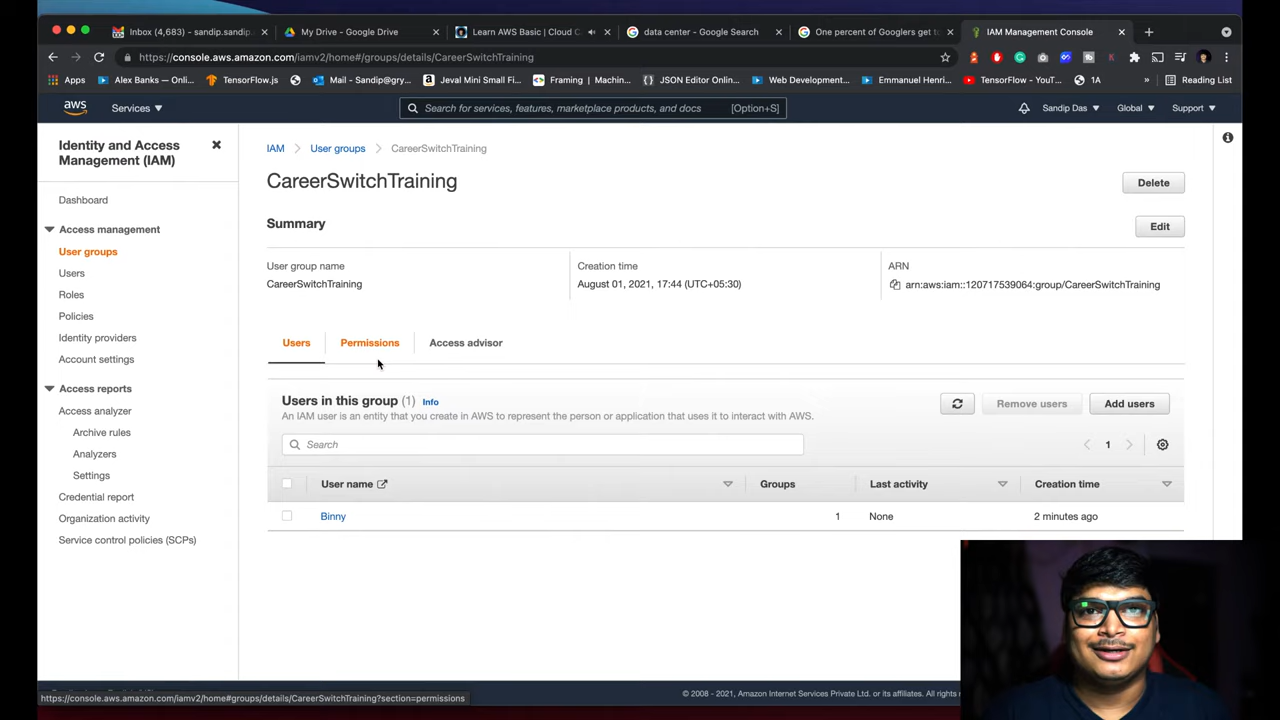 Inbox (4,683) - sandip.sandip.
My Drive - Google Drive
Learn AWS Basic | Cloud C
data center - Google Search
One percent of Googlers get to
IAM Management Console
https://console.aws.amazon.com/iamv2/home#/groups/details/CareerSwitchTraining
Apps
Alex Banks — Onli...
TensorFlow.js
Mail - Sandip@gry...
Jeval Mini Small Fi...
Framing | Machin...
JSON Editor Onlin...
Web Development...
Emmanuel Henri...
TensorFlow - YouT...
1A
»
Reading List
aws
Services
Search for services, features, marketplace products, and docs
[Option+S]
Sandip Das
Global
Support
Identity and Access
Management (IAM)
Dashboard
Access management
User groups
Users
Roles
Policies
Identity providers
Account settings
Access reports
Access analyzer
Archive rules
Analyzers
Settings
Credential report
Organization activity
Service control policies (SCPs)
IAM
User groups
CareerSwitchTraining
CareerSwitchTraining
Delete
Summary
Edit
User group name
CareerSwitchTraining
Creation time
August 01, 2021, 17:44 (UTC+05:30)
ARN
arn:aws:iam::120717539064:group/CareerSwitchTraining
Users
Permissions
Access advisor
Users in this group (1)
Info
An IAM user is an entity that you create in AWS to represent the person or application that uses it to interact with AWS.
Remove users
Add users
Search
1
User name
Groups
Last activity
Creation time
Binny
1
None
2 minutes ago
https://console.aws.amazon.com/iamv2/home#/groups/details/CareerSwitchTraining?section=permissions
© 2008 - 2021, Amazon Internet Services Private Ltd. or its affiliates. All rights